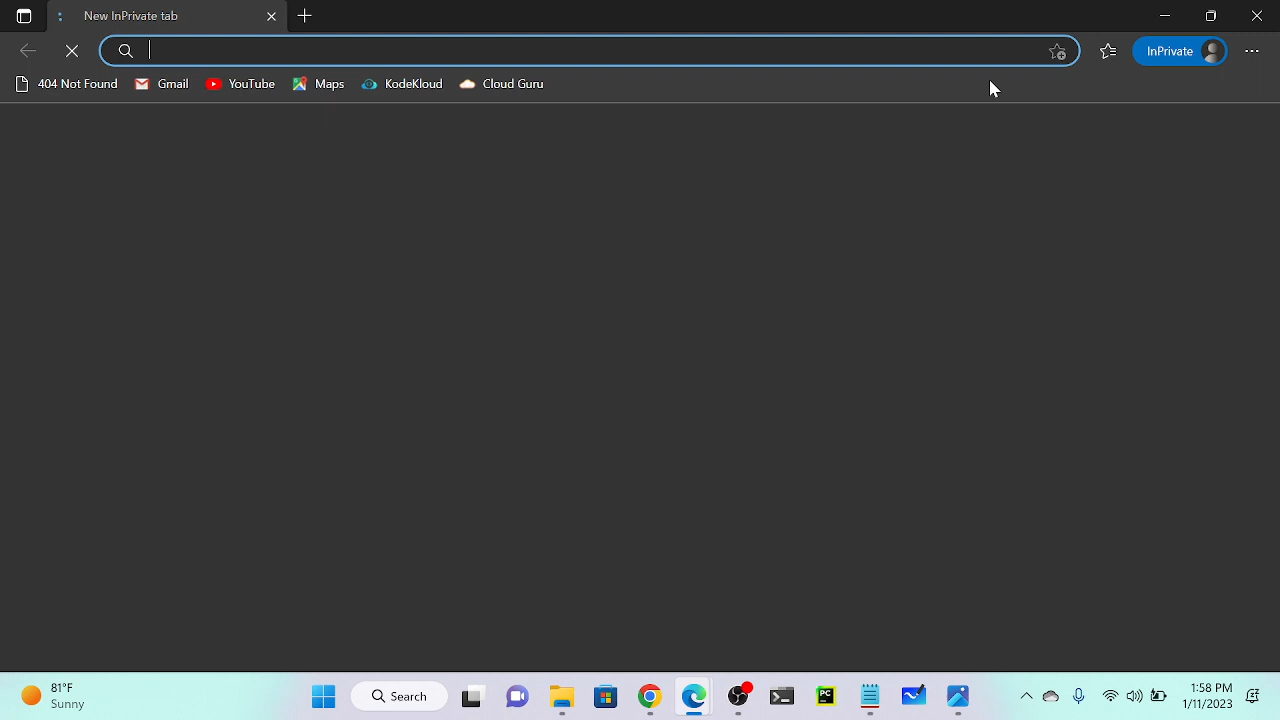 New InPrivate tab
InPrivate
404 Not Found
Gmail
YouTube
Maps
KodeKloud
Cloud Guru
81°F
Sunny
Search
PC
1:58 PM
1/11/2023